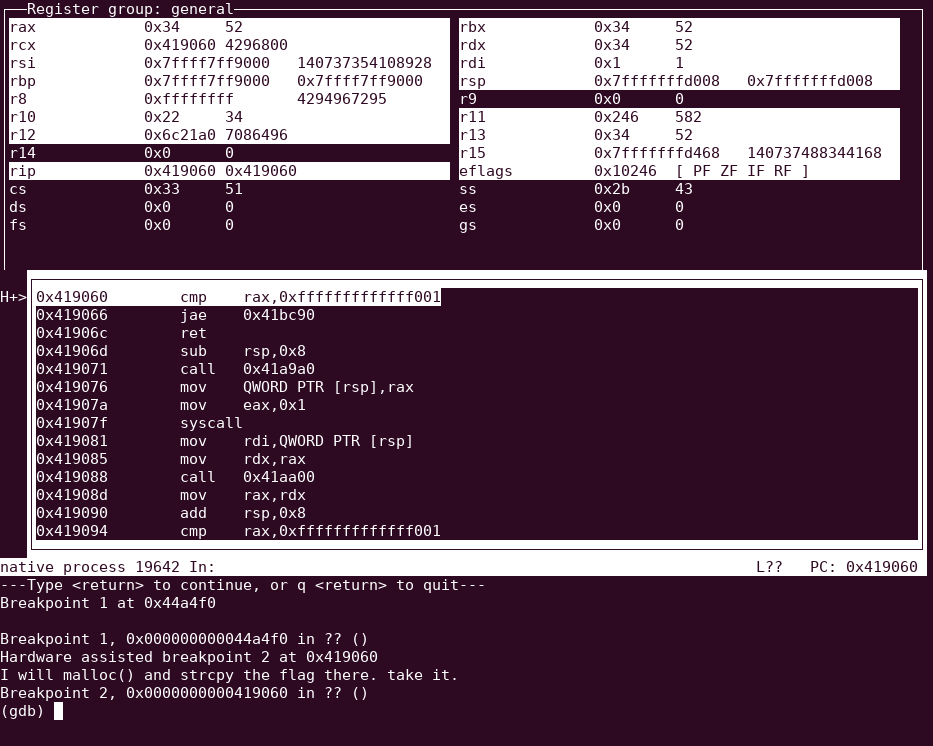 Register group: general
rax 0x34 52 rbx 0x34 52
rcx 0x419060 4296800 rdx 0x34 52
rsi 0x7ffff7ff9000 140737354108928 rdi 0x1 1
rbp 0x7ffff7ff9000 0x7ffff7ff9000 rsp 0x7fffffffd008 0x7fffffffd008
r8 0xffffffff 4294967295 r9 0x0 0
r10 0x22 34 r11 0x246 582
r12 0x6c21a0 7086496 r13 0x34 52
r14 0x0 0 r15 0x7fffffffd468 140737488344168
rip 0x419060 0x419060 eflags 0x10246 [ PF ZF IF RF ]
cs 0x33 51 ss 0x2b 43
ds 0x0 0 es 0x0 0
fs 0x0 0 gs 0x0 0
H+> 0x419060 cmp rax,0xfffffffffffff001
0x419066 jae 0x41bc90
0x41906c ret
0x41906d sub rsp,0x8
0x419071 call 0x41a9a0
0x419076 mov QWORD PTR [rsp],rax
0x41907a mov eax,0x1
0x41907f syscall
0x419081 mov rdi,QWORD PTR [rsp]
0x419085 mov rdx,rax
0x419088 call 0x41aa00
0x41908d mov rax,rdx
0x419090 add rsp,0x8
0x419094 cmp rax,0xfffffffffffff001
native process 19642 In: L?? PC: 0x419060
---Type <return> to continue, or q <return> to quit---
Breakpoint 1 at 0x44a4f0
Breakpoint 1, 0x000000000044a4f0 in ?? ()
Hardware assisted breakpoint 2 at 0x419060
I will malloc() and strcpy the flag there. take it.
Breakpoint 2, 0x0000000000419060 in ?? ()
(gdb)